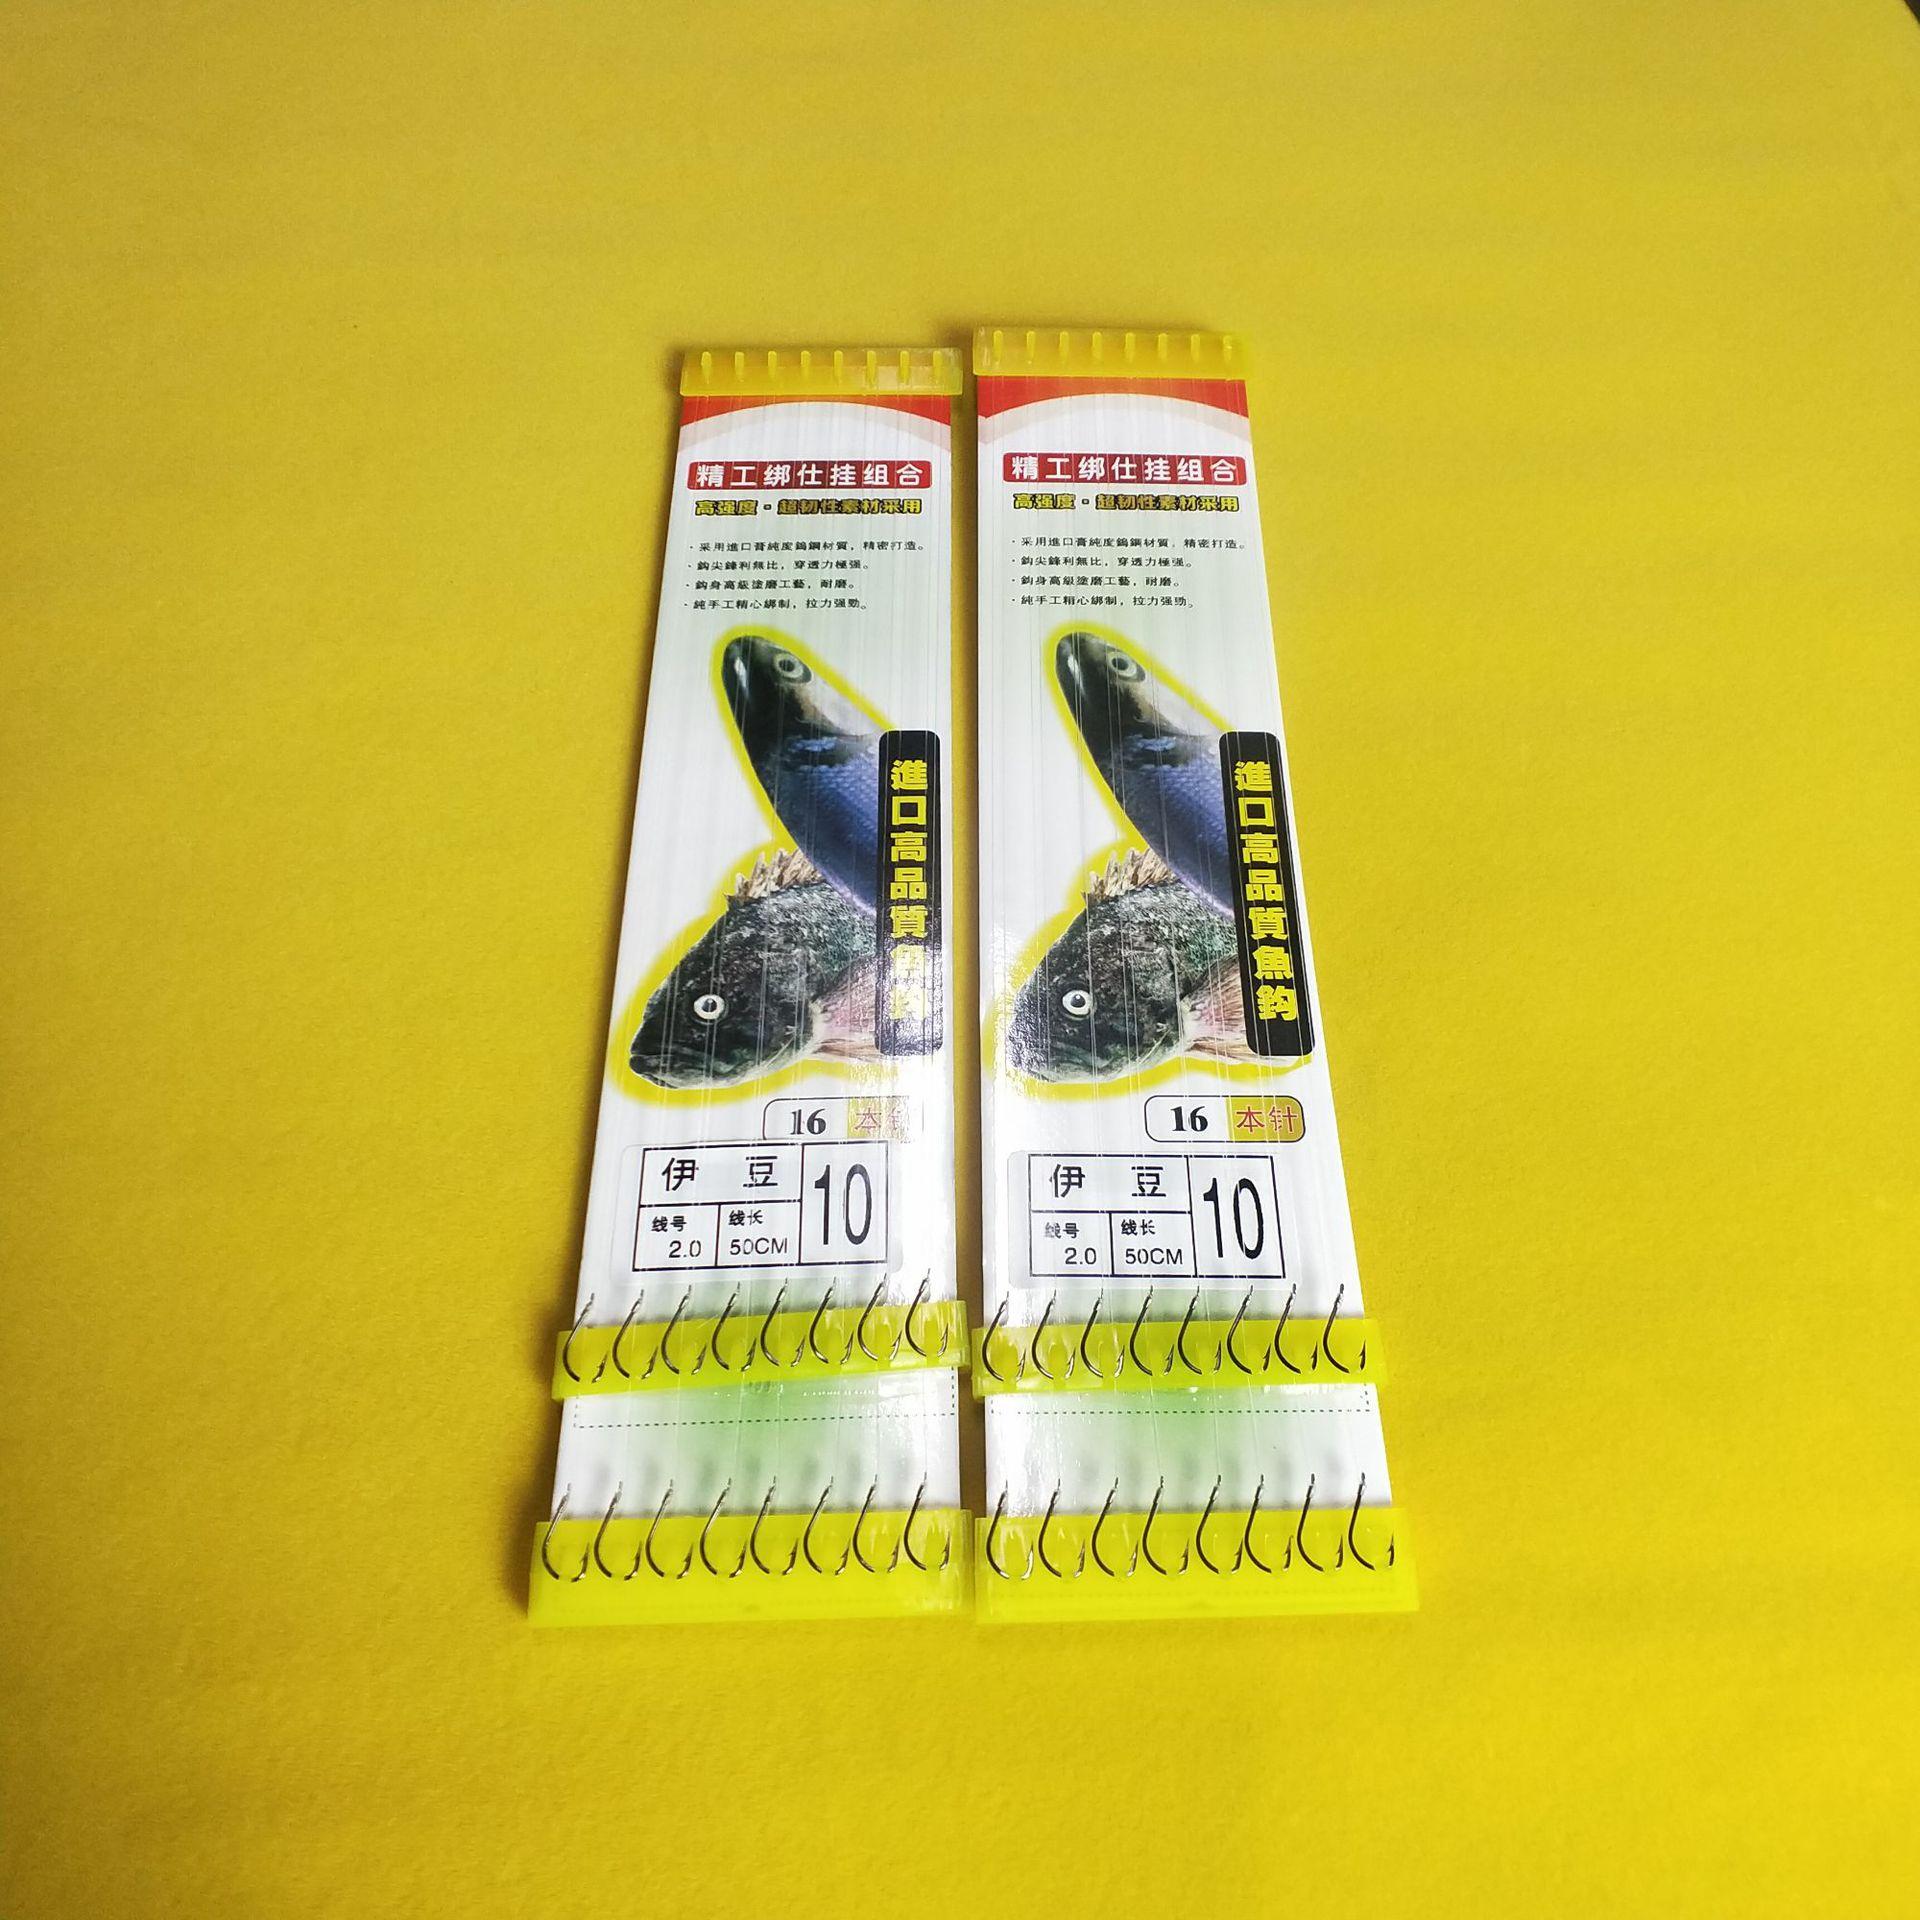 精工绑仕挂组合
高强度·超韧性素材采用
·采用進口膏純度鎢鋼材質，精密打造。
·鈎尖鋒利無比，穿透力極强。
·鈎身高級塗磨工藝，耐磨。
·純手工精心綁制，拉力强勁。
進口高品質魚鈎
16 本针
伊豆 10
线号 2.0 线长 50CM
精工绑仕挂组合
高强度·超韧性素材采用
·采用進口膏純度鎢鋼材質，精密打造。
·鈎尖鋒利無比，穿透力極强。
·鈎身高級塗磨工藝，耐磨。
·純手工精心綁制，拉力强勁。
進口高品質魚鈎
16 本针
伊豆 10
线号 2.0 线长 50CM